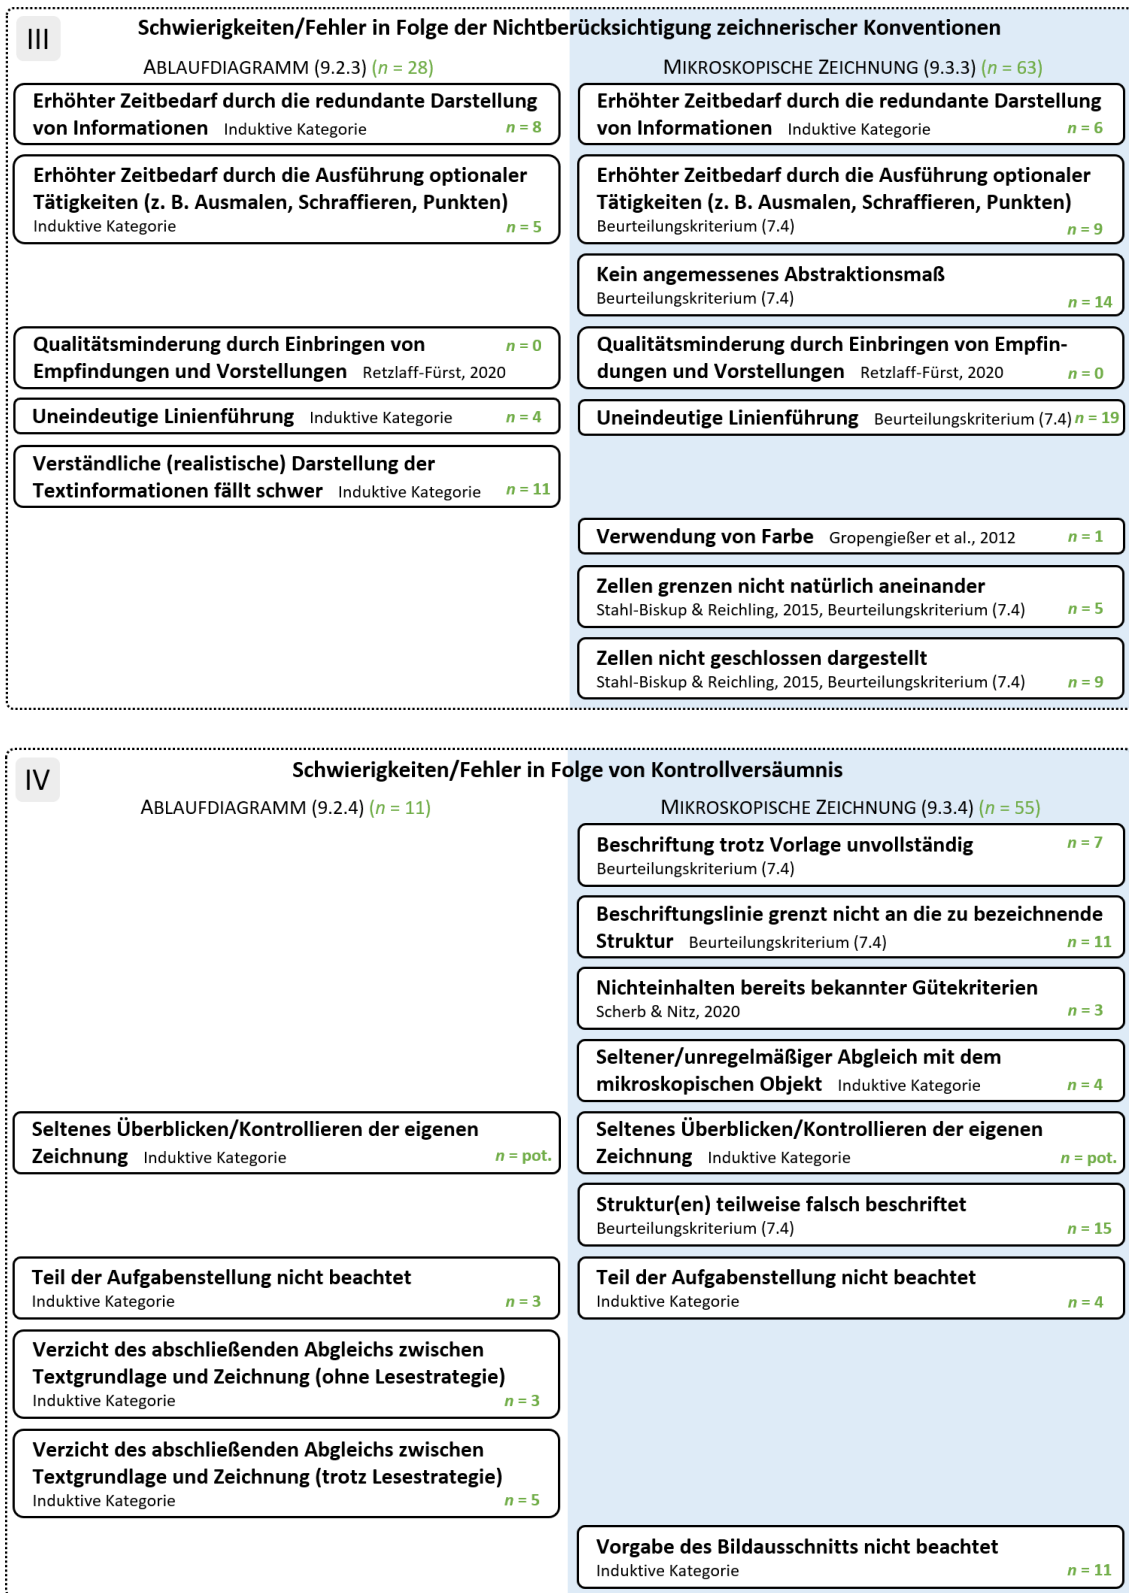 III
Schwierigkeiten/Fehler in Folge der Nichtberücksichtigung zeichnerischer Konventionen
ABLAUFDIAGRAMM (9.2.3) (n = 28)
Erhöhter Zeitbedarf durch die redundante Darstellung
von Informationen Induktive Kategorie n = 8
Erhöhter Zeitbedarf durch die Ausführung optionaler
Tätigkeiten (z. B. Ausmalen, Schraffieren, Punkten)
Induktive Kategorie n = 5
Qualitätsminderung durch Einbringen von n = 0
Empfindungen und Vorstellungen Retzlaff-Fürst, 2020
Uneindeutige Linienführung Induktive Kategorie n = 4
Verständliche (realistische) Darstellung der
Textinformationen fällt schwer Induktive Kategorie n = 11
MIKROSKOPISCHE ZEICHNUNG (9.3.3) (n = 63)
Erhöhter Zeitbedarf durch die redundante Darstellung
von Informationen Induktive Kategorie n = 6
Erhöhter Zeitbedarf durch die Ausführung optionaler
Tätigkeiten (z. B. Ausmalen, Schraffieren, Punkten)
Beurteilungskriterium (7.4) n = 9
Kein angemessenes Abstraktionsmaß
Beurteilungskriterium (7.4) n = 14
Qualitätsminderung durch Einbringen von Empfin-
dungen und Vorstellungen Retzlaff-Fürst, 2020 n = 0
Uneindeutige Linienführung Beurteilungskriterium (7.4) n = 19
Verwendung von Farbe Gropengießer et al., 2012 n = 1
Zellen grenzen nicht natürlich aneinander
Stahl-Biskup & Reichling, 2015, Beurteilungskriterium (7.4) n = 5
Zellen nicht geschlossen dargestellt
Stahl-Biskup & Reichling, 2015, Beurteilungskriterium (7.4) n = 9
IV
Schwierigkeiten/Fehler in Folge von Kontrollversäumnis
ABLAUFDIAGRAMM (9.2.4) (n = 11)
Seltenes Überblicken/Kontrollieren der eigenen
Zeichnung Induktive Kategorie n = pot.
Teil der Aufgabenstellung nicht beachtet
Induktive Kategorie n = 3
Verzicht des abschließenden Abgleichs zwischen
Textgrundlage und Zeichnung (ohne Lesestrategie)
Induktive Kategorie n = 3
Verzicht des abschließenden Abgleichs zwischen
Textgrundlage und Zeichnung (trotz Lesestrategie)
Induktive Kategorie n = 5
MIKROSKOPISCHE ZEICHNUNG (9.3.4) (n = 55)
Beschriftung trotz Vorlage unvollständig n = 7
Beurteilungskriterium (7.4)
Beschriftungslinie grenzt nicht an die zu bezeichnende
Struktur Beurteilungskriterium (7.4) n = 11
Nichteinhalten bereits bekannter Gütekriterien
Scherb & Nitz, 2020 n = 3
Seltener/unregelmäßiger Abgleich mit dem
mikroskopischen Objekt Induktive Kategorie n = 4
Seltenes Überblicken/Kontrollieren der eigenen
Zeichnung Induktive Kategorie n = pot.
Struktur(en) teilweise falsch beschriftet
Beurteilungskriterium (7.4) n = 15
Teil der Aufgabenstellung nicht beachtet
Induktive Kategorie n = 4
Vorgabe des Bildausschnitts nicht beachtet
Induktive Kategorie n = 11